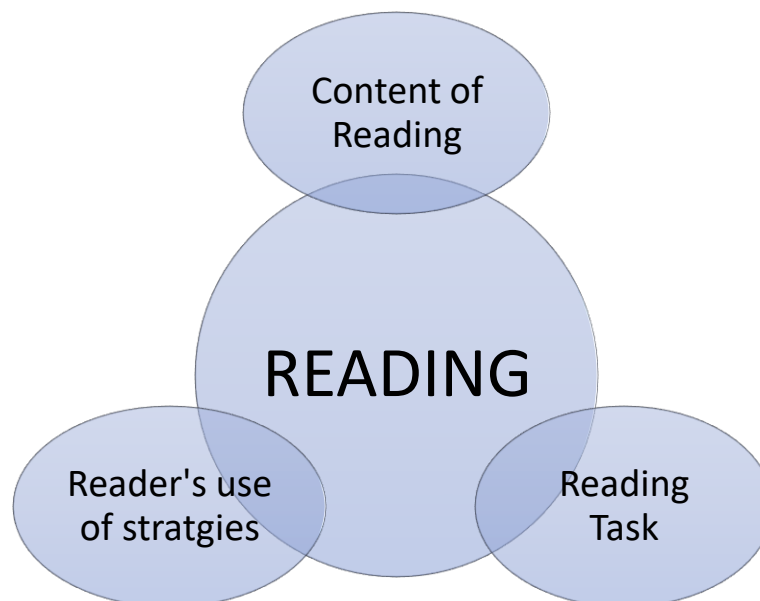 Content of
Reading
READING
Reader's use
of stratgies
Reading
Task